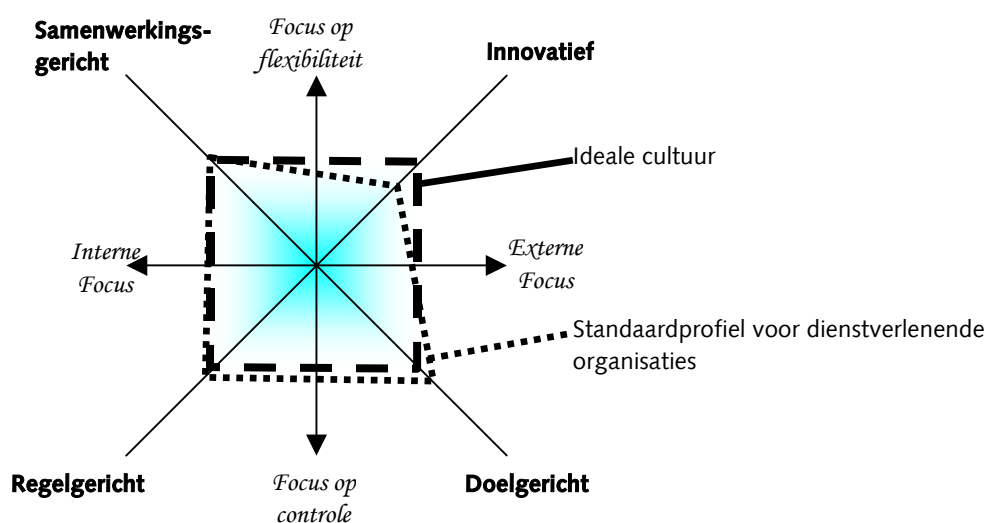 Samenwerkings-
gericht
Focus op
flexibiliteit
Innovatief
Ideale cultuur
Interne
Focus
Externe
Focus
Standaardprofiel voor dienstverlenende
organisaties
Regelgericht
Focus op
controle
Doelgericht